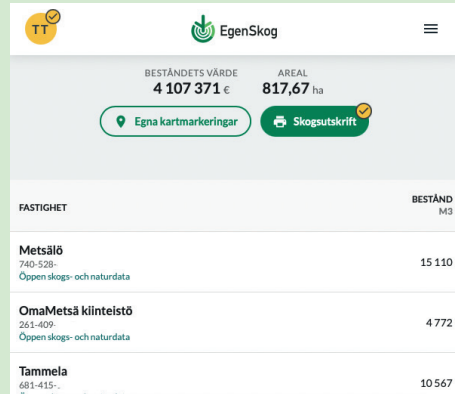 TT
EgenSkog
BESTÅNDETS VÄRDE
4 107 371 €
AREAL
817,67 ha
Egna kartmarkeringar
Skogsutskrift
FASTIGHET
BESTÅND
M3
Metsälö
740-528-
Öppen skogs- och naturdata
15 110
OmaMetsä kiinteistö
261-409-
Öppen skogs- och naturdata
4 772
Tammela
681-415-..
10 567